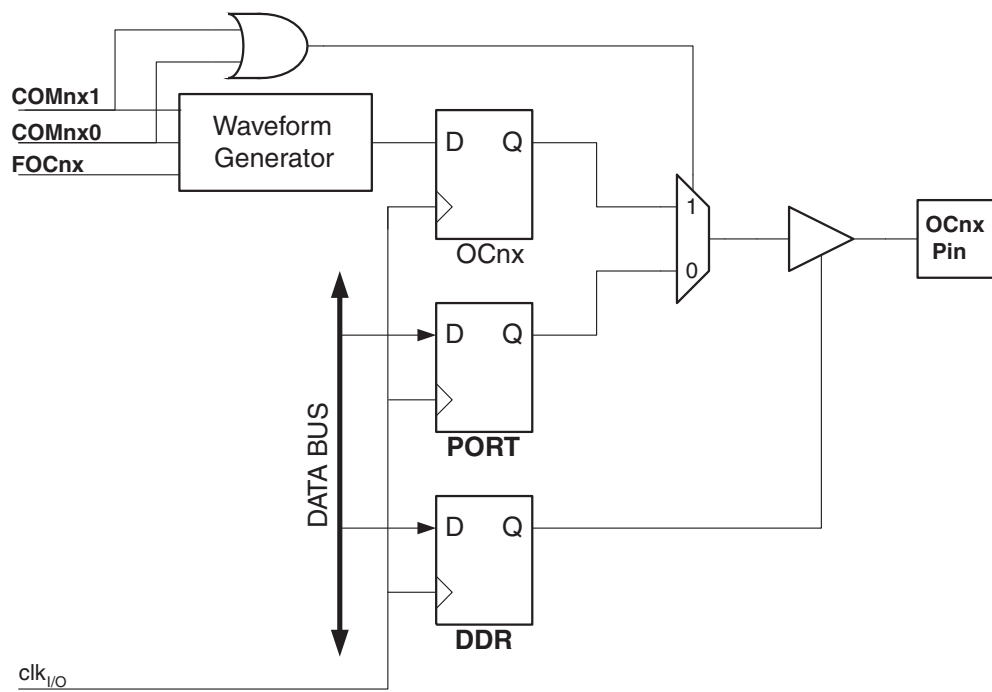 COMnx1
COMnx0
FOCnx
Waveform
Generator
D Q
OCnx
1
0
OCnx
Pin
D Q
PORT
DATA BUS
D Q
DDR
clkI/O